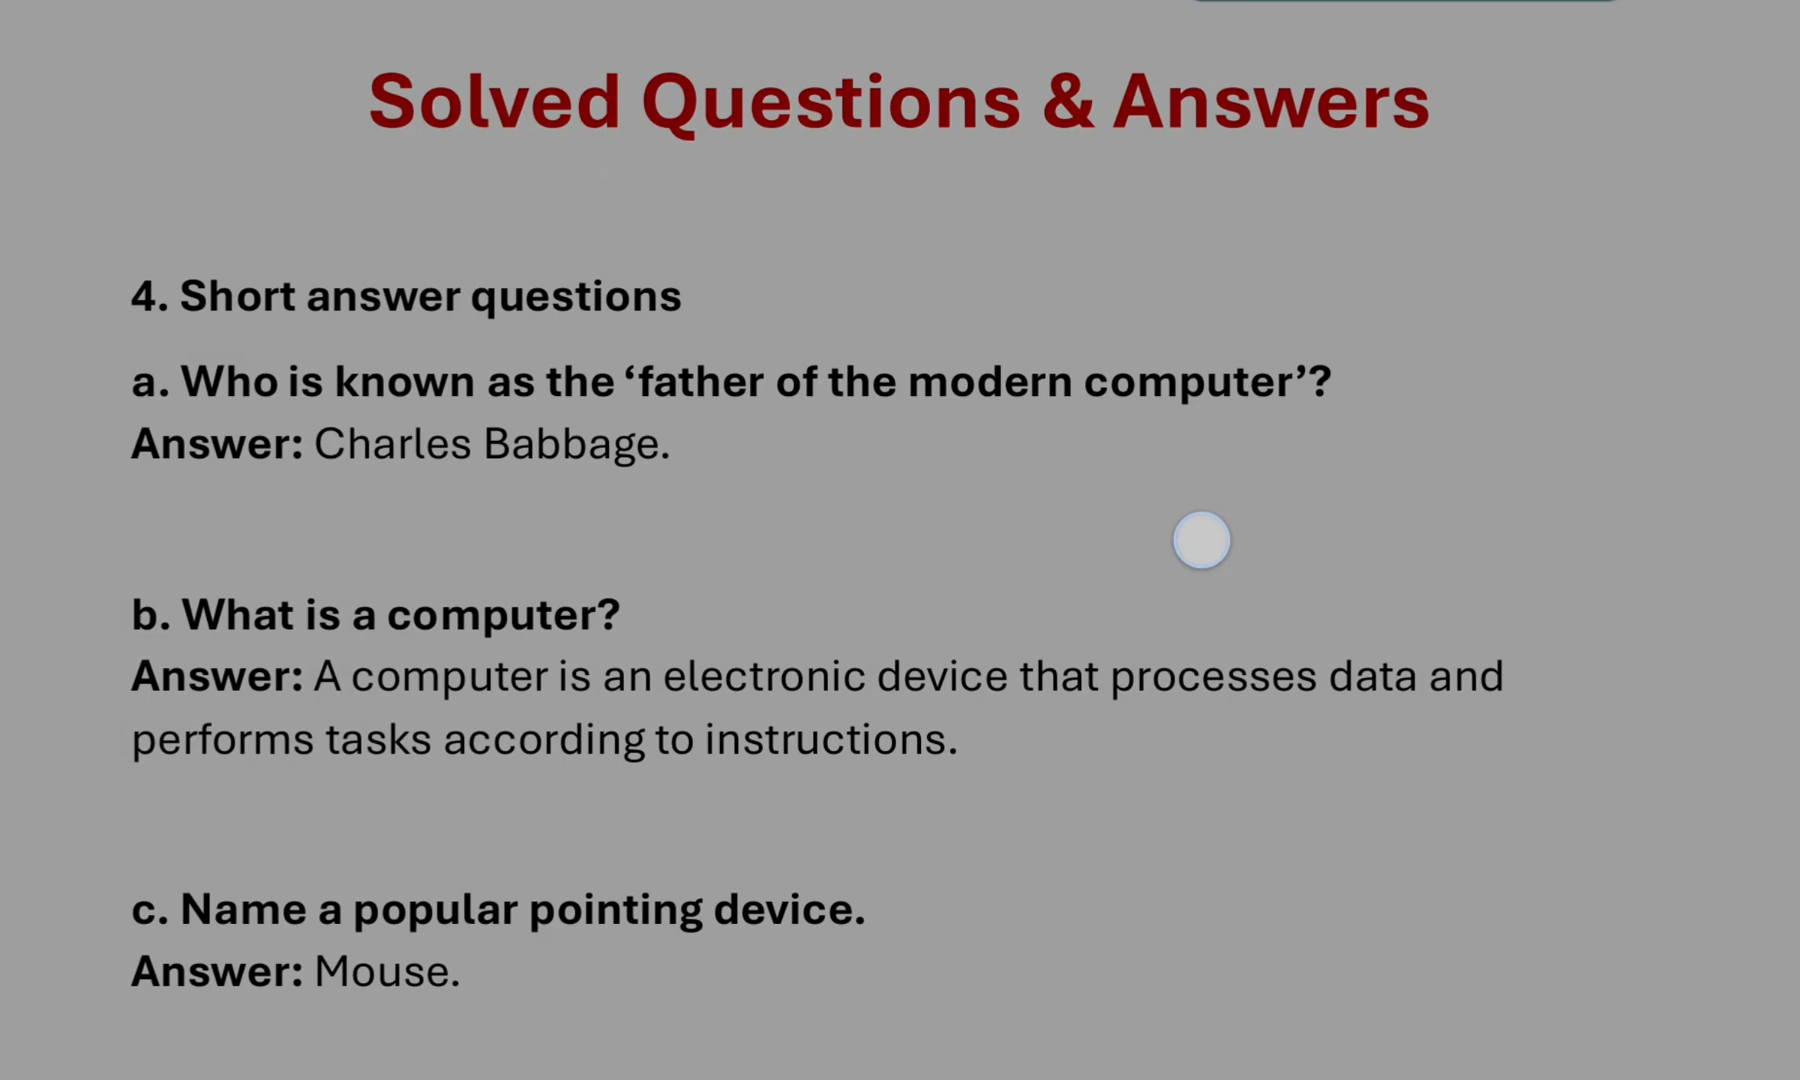 Solved Questions & Answers
4. Short answer questions
a. Who is known as the ‘father of the modern computer’?
Answer: Charles Babbage.
b. What is a computer?
Answer: A computer is an electronic device that processes data and
performs tasks according to instructions.
c. Name a popular pointing device.
Answer: Mouse.